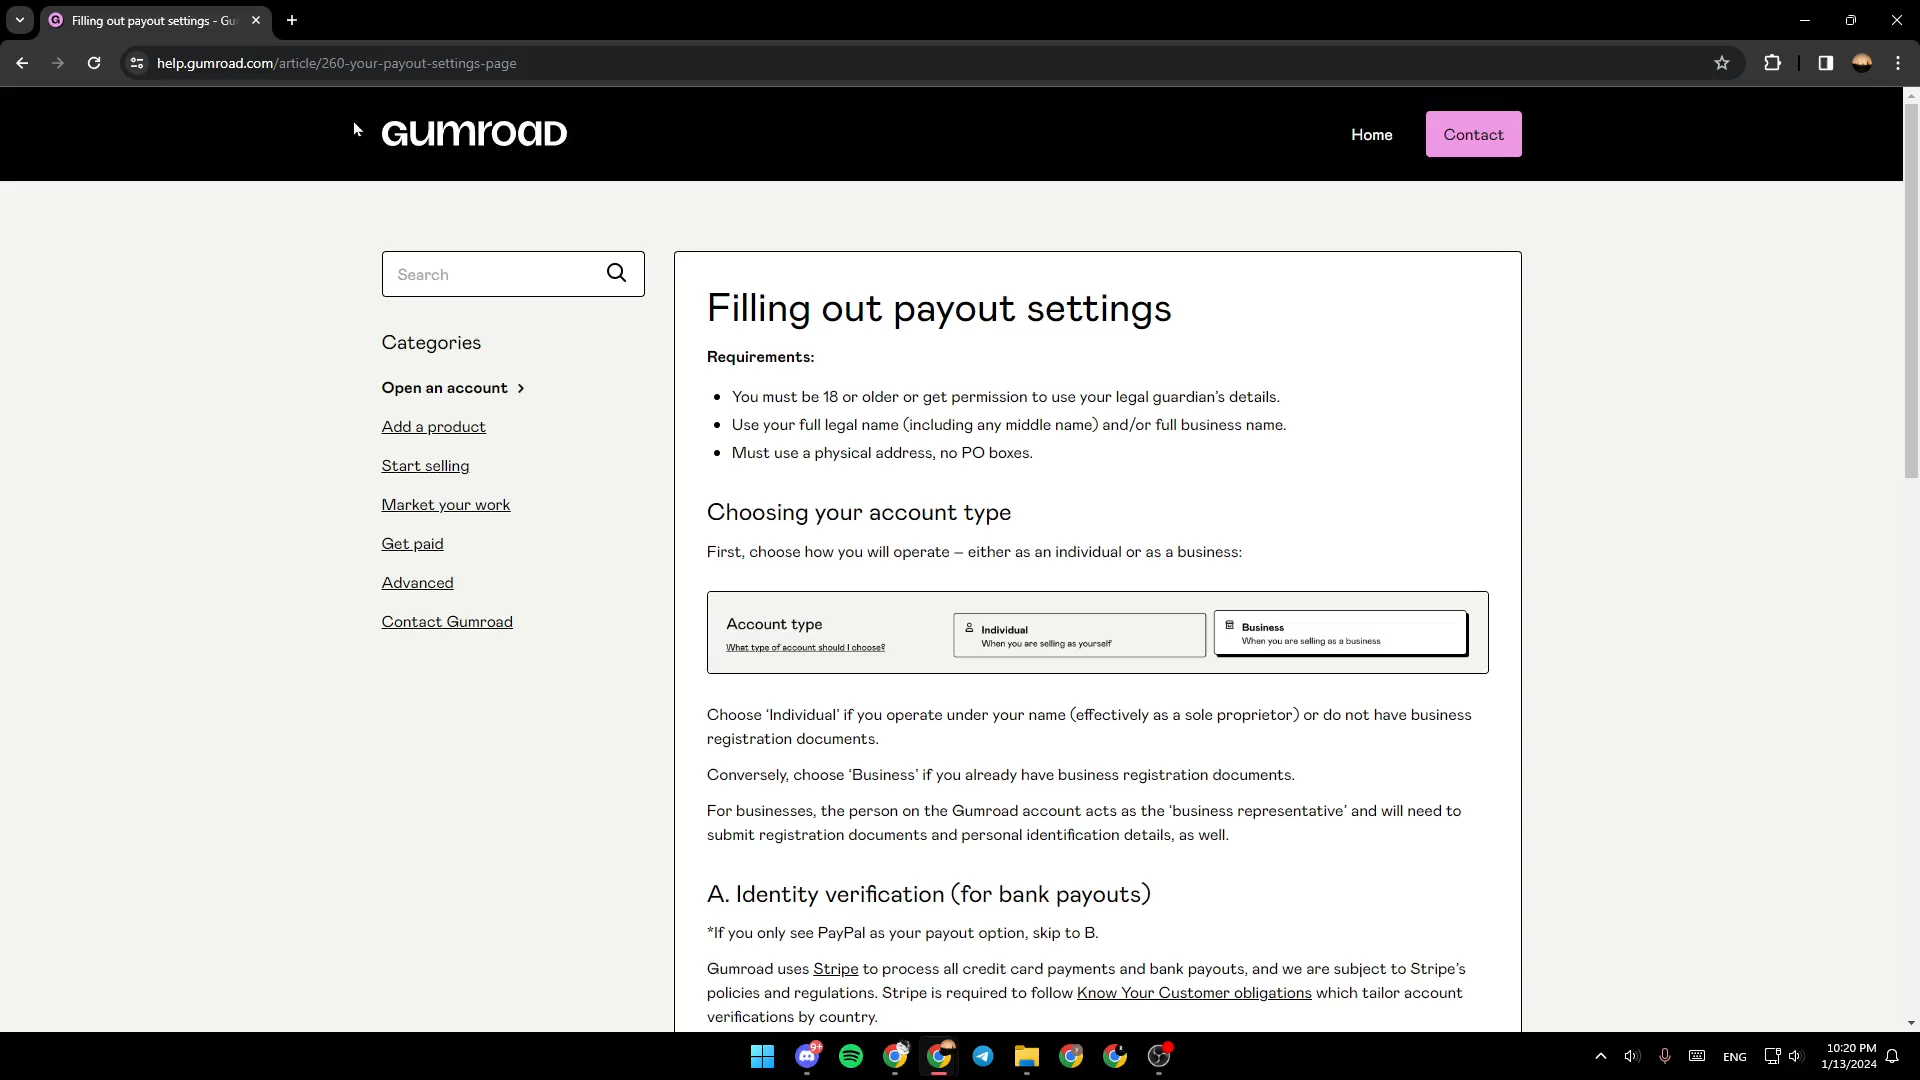 Filling out payout settings - Gu
help.gumroad.com/article/260-your-payout-settings-page
GUMROAD
Home
Contact
Search
Categories
Open an account
Add a product
Start selling
Market your work
Get paid
Advanced
Contact Gumroad
Filling out payout settings
Requirements:
You must be 18 or older or get permission to use your legal guardian’s details.
Use your full legal name (including any middle name) and/or full business name.
Must use a physical address, no PO boxes.
Choosing your account type
First, choose how you will operate – either as an individual or as a business:
Account type
What type of account should I choose?
Individual
When you are selling as yourself
Business
When you are selling as a business
Choose ‘Individual’ if you operate under your name (effectively as a sole proprietor) or do not have business
registration documents.
Conversely, choose ‘Business’ if you already have business registration documents.
For businesses, the person on the Gumroad account acts as the ‘business representative’ and will need to
submit registration documents and personal identification details, as well.
A. Identity verification (for bank payouts)
*If you only see PayPal as your payout option, skip to B.
Gumroad uses Stripe to process all credit card payments and bank payouts, and we are subject to Stripe’s
policies and regulations. Stripe is required to follow Know Your Customer obligations which tailor account
verifications by country.
9+
ENG
10:20 PM
1/13/2024